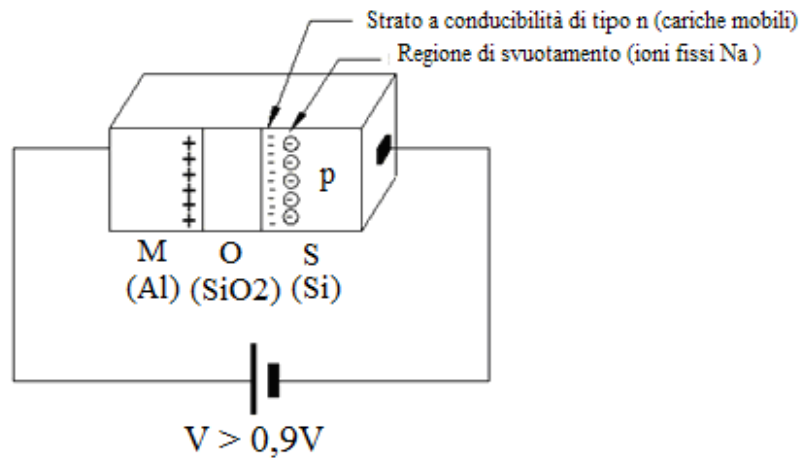 Strato a conducibilità di tipo n (cariche mobili)
Regione di svuotamento (ioni fissi Na )
+ - ⊖
+ - ⊖
+ - ⊖ p
+ - ⊖
+ - ⊖
+ -
M O S
(Al) (SiO2) (Si)
V > 0,9V